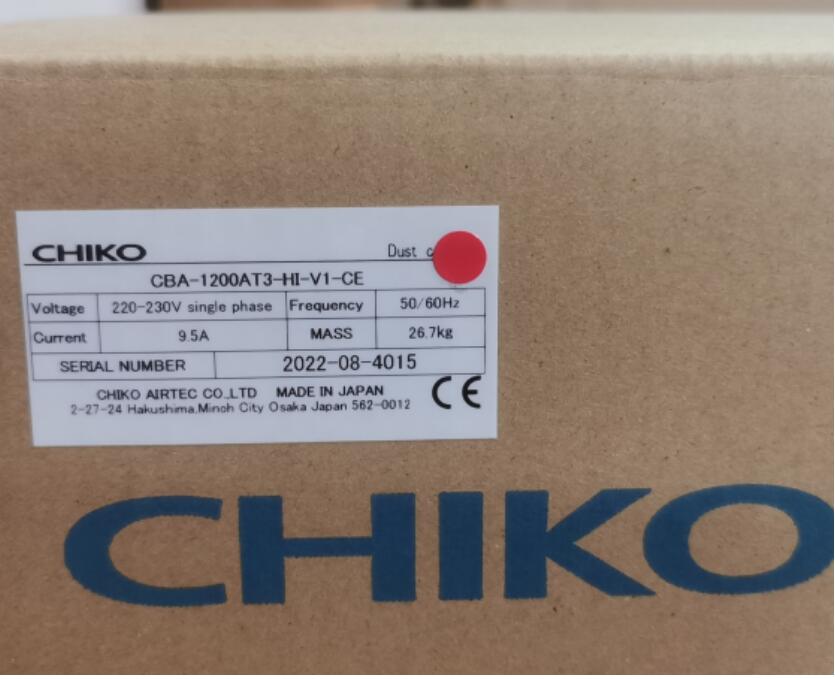 CHIKO Dust
CBA-1200AT3-HI-V1-CE
Voltage 220-230V single phase Frequency 50/60Hz
Current 9.5A MASS 26.7kg
SERIAL NUMBER 2022-08-4015
CHIKO AIRTEC CO.,LTD MADE IN JAPAN CE
2-27-24 Hakushima,Minoh City Osaka Japan 562-0012
CHIKO